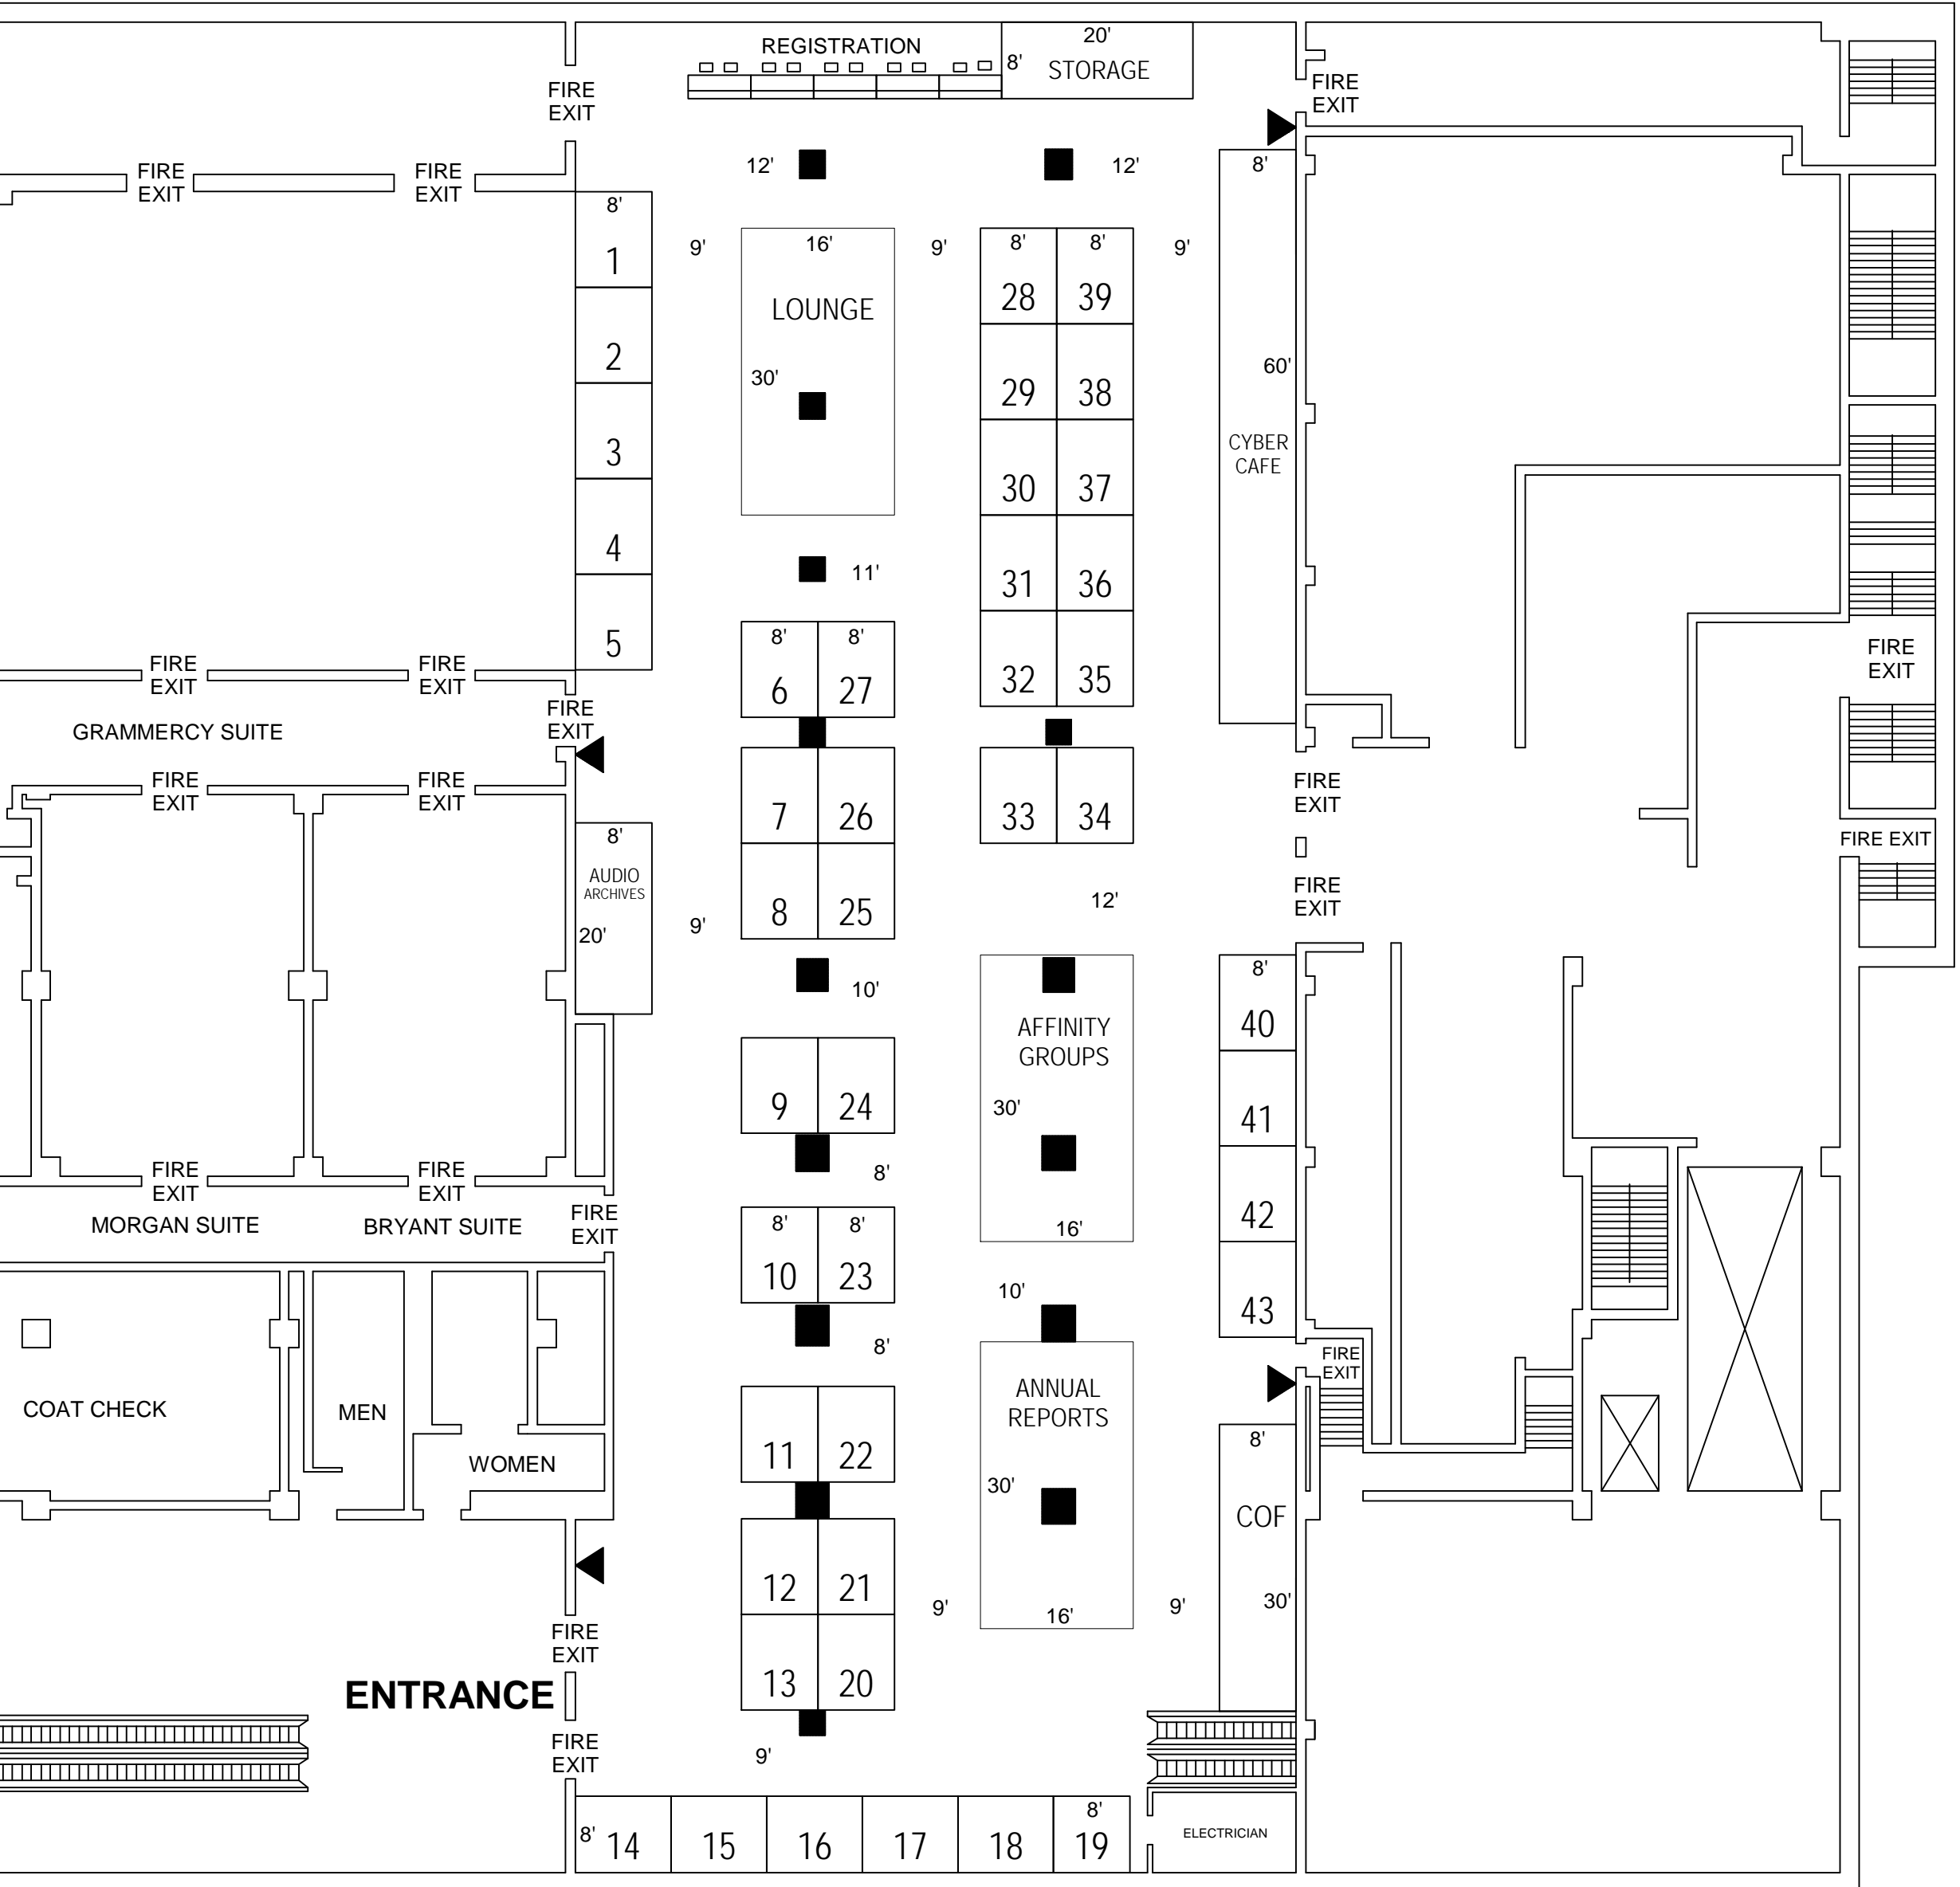 REGISTRATION
20'
8'
STORAGE
FIRE
EXIT
FIRE
EXIT
12'
12'
8'
FIRE
EXIT
FIRE
EXIT
8'
1
9'
16'
9'
8'
8'
9'
LOUNGE
28
39
2
30'
29
38
60'
3
CYBER
CAFE
30
37
4
11'
31
36
5
8'
8'
6
27
32
35
FIRE
EXIT
FIRE
EXIT
FIRE
EXIT
FIRE
EXIT
GRAMMERCY SUITE
FIRE
EXIT
FIRE
EXIT
FIRE
EXIT
7
26
33
34
8'
AUDIO
ARCHIVES
20'
FIRE EXIT
FIRE
EXIT
12'
8
25
9'
10'
8'
40
AFFINITY
GROUPS
9
24
30'
41
8'
FIRE
EXIT
FIRE
EXIT
MORGAN SUITE
BRYANT SUITE
FIRE
EXIT
8'
8'
16'
42
10
23
10'
43
8'
FIRE
EXIT
COAT CHECK
MEN
WOMEN
ANNUAL
REPORTS
11
22
8'
30'
COF
12
21
9'
16'
9'
30'
FIRE
EXIT
ENTRANCE
13
20
FIRE
EXIT
9'
8'
14
15
16
17
18
8'
19
ELECTRICIAN